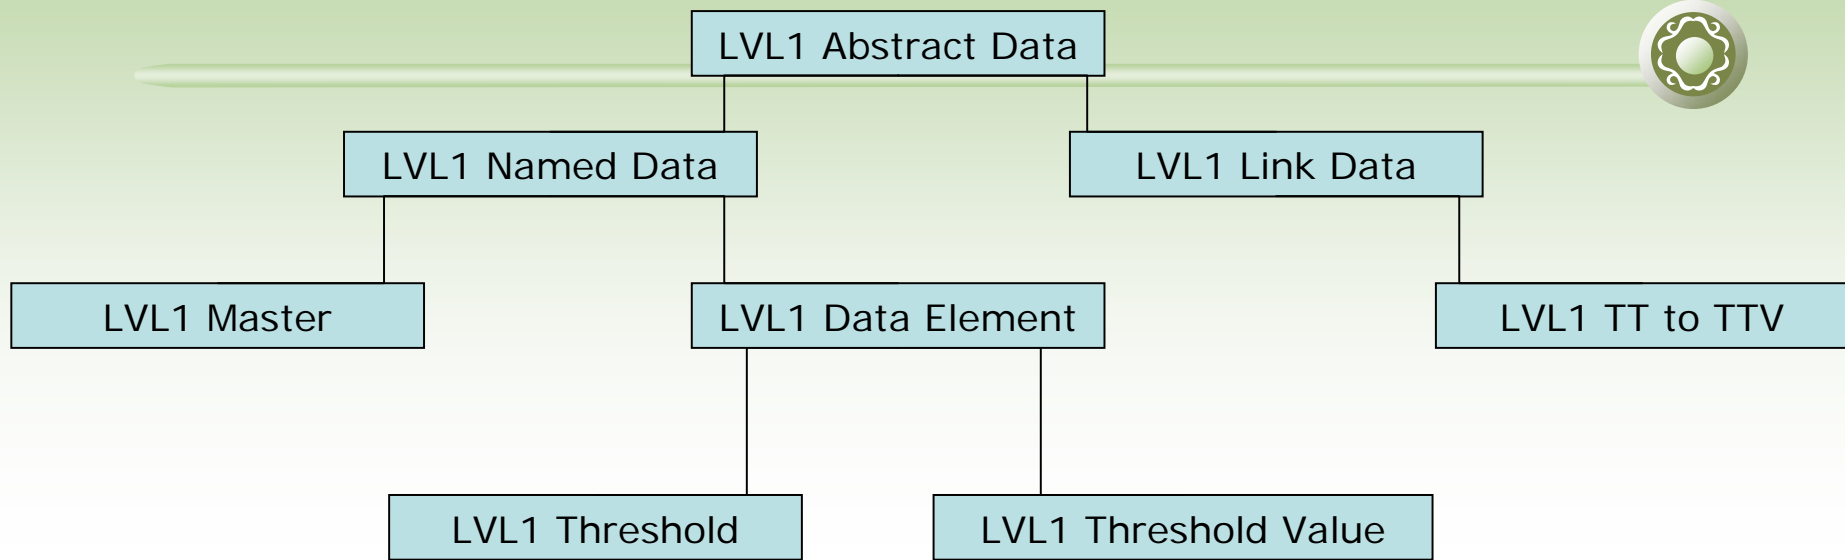 LVL1 Abstract Data
LVL1 Named Data
LVL1 Link Data
LVL1 Master
LVL1 Data Element
LVL1 TT to TTV
LVL1 Threshold
LVL1 Threshold Value